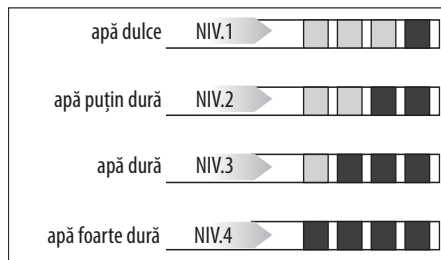 apă dulce NIV.1
apă puțin dură NIV.2
apă dură NIV.3
apă foarte dură NIV.4